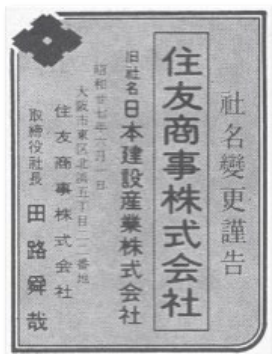 社名變更謹告
住友商事株式会社
旧社名日本建設産業株式会社
昭和廿七年六月一日
大阪市東区北浜五丁目二二番地
住友商事株式会社
取締役社長 田路舜哉